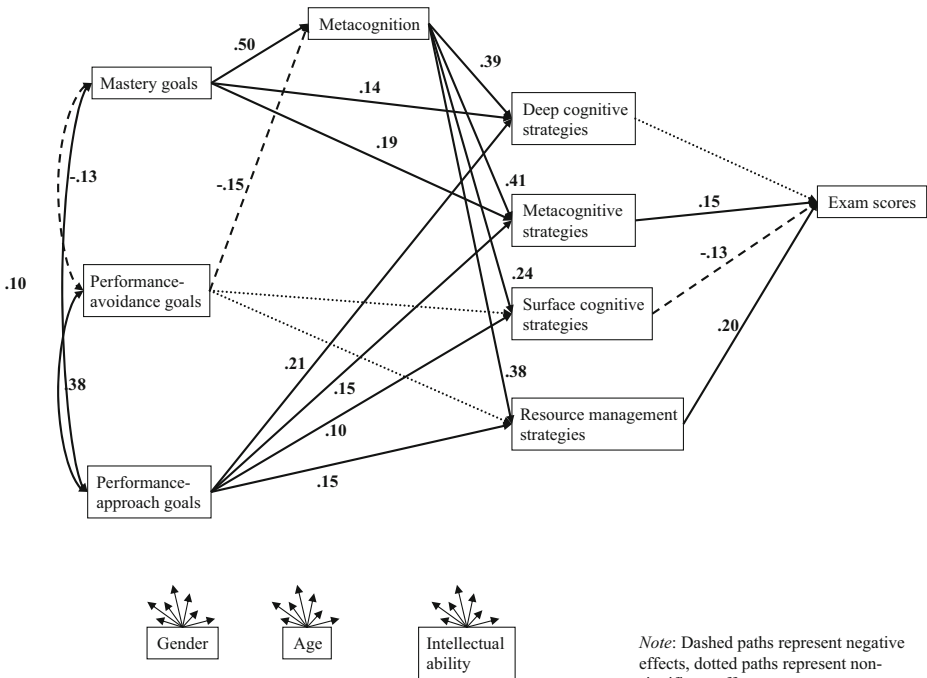 Metacognition
.50
.39
Mastery goals
.14
Deep cognitive
strategies
.19
-.13
-.15
.41
Metacognitive
strategies
.15
Exam scores
Performance-
avoidance goals
.10
.24
Surface cognitive
strategies
-.13
.20
.21
.38
.38
.15
Resource management
strategies
.10
.15
Performance-
approach goals
Gender
Age
Intellectual
ability
Note: Dashed paths represent negative
effects, dotted paths represent non-